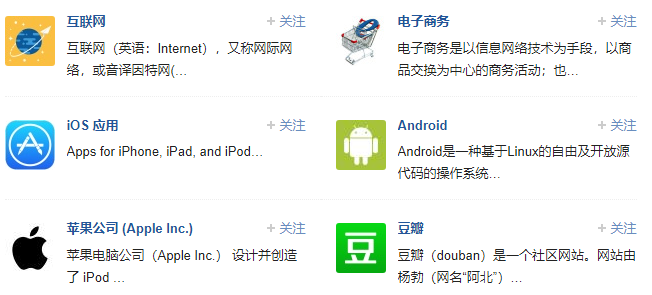 互联网 + 关注
互联网（英语：Internet），又称网际网
络，或音译因特网(…
电子商务 + 关注
电子商务是以信息网络技术为手段，以商
品交换为中心的商务活动；也…
iOS 应用 + 关注
Apps for iPhone, iPad, and iPod…
Android + 关注
Android是一种基于Linux的自由及开放源
代码的操作系统…
苹果公司 (Apple Inc.) + 关注
苹果电脑公司（Apple Inc.） 设计并创造
了 iPod …
豆
豆瓣 + 关注
豆瓣（douban）是一个社区网站。网站由
杨勃（网名“阿北”）…